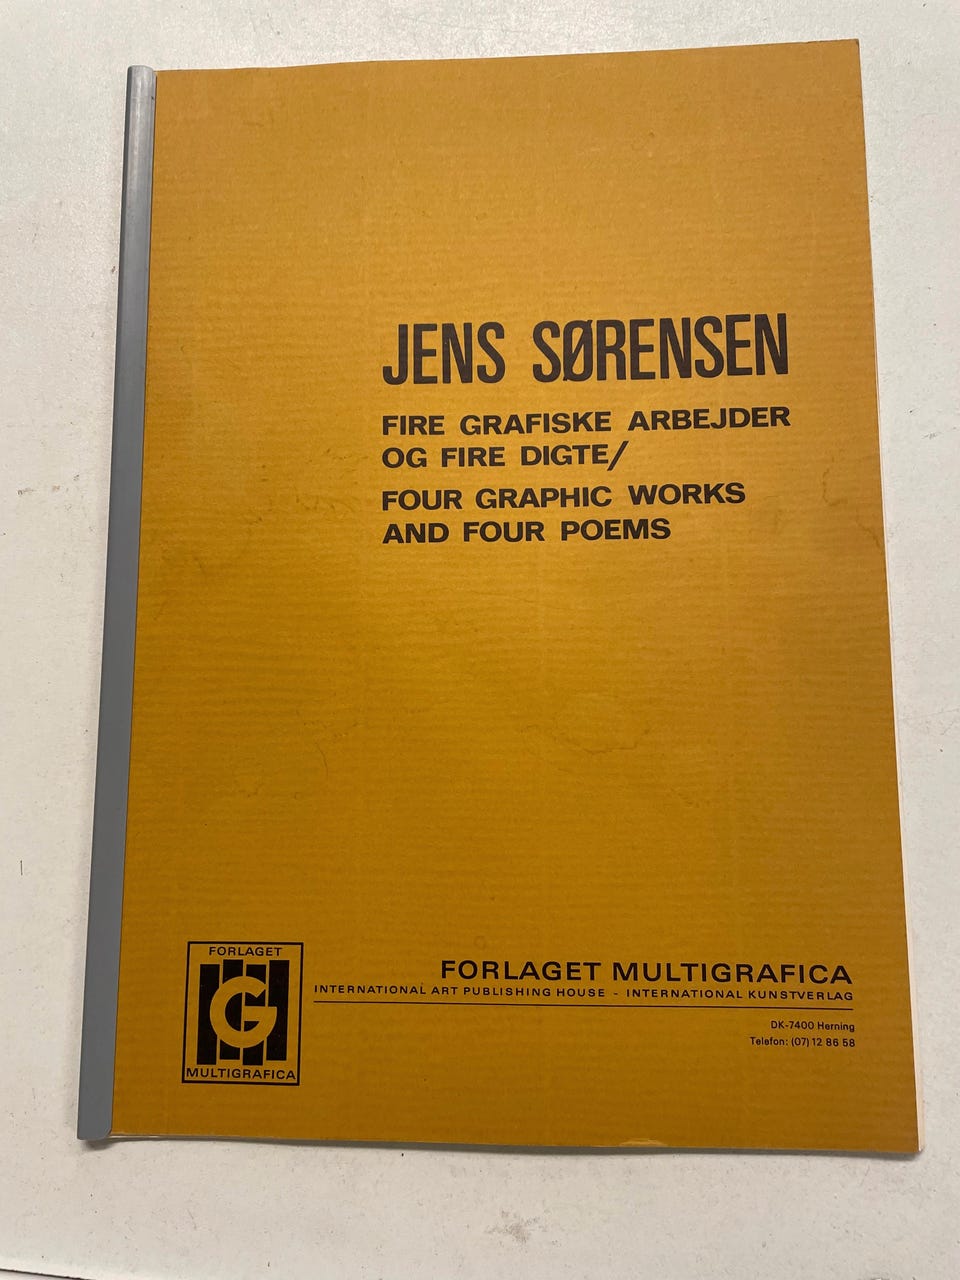 JENS SØRENSEN
FIRE GRAFISKE ARBEJDER
OG FIRE DIGTE/
FOUR GRAPHIC WORKS
AND FOUR POEMS
FORLAGET
G
MULTIGRAFICA
FORLAGET MULTIGRAFICA
INTERNATIONAL ART PUBLISHING HOUSE - INTERNATIONAL KUNSTVERLAG
DK-7400 Herning
Telefon: (07) 12 86 58